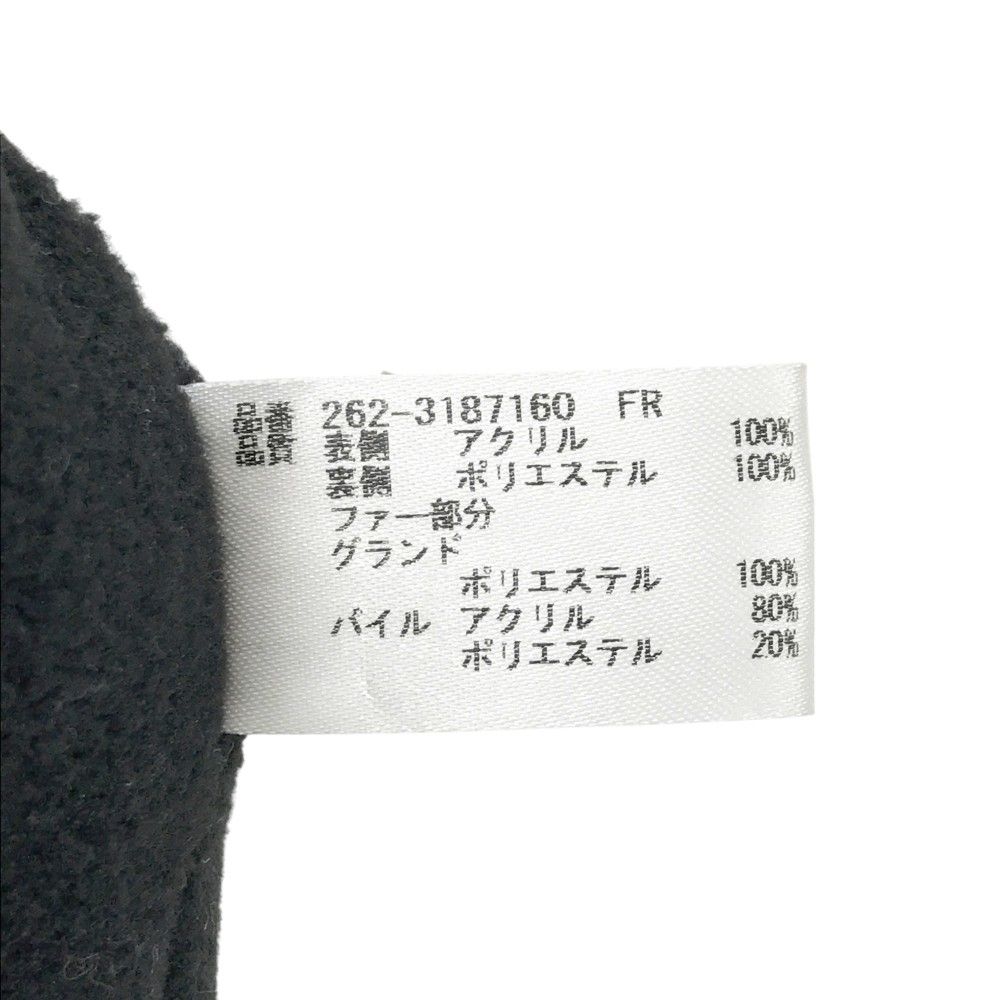 品番 262-3187160 FR
品質 表側 アクリル 100%
裏側 ポリエステル 100%
ファー部分
グランド
ポリエステル 100%
パイル アクリル 80%
ポリエステル 20%